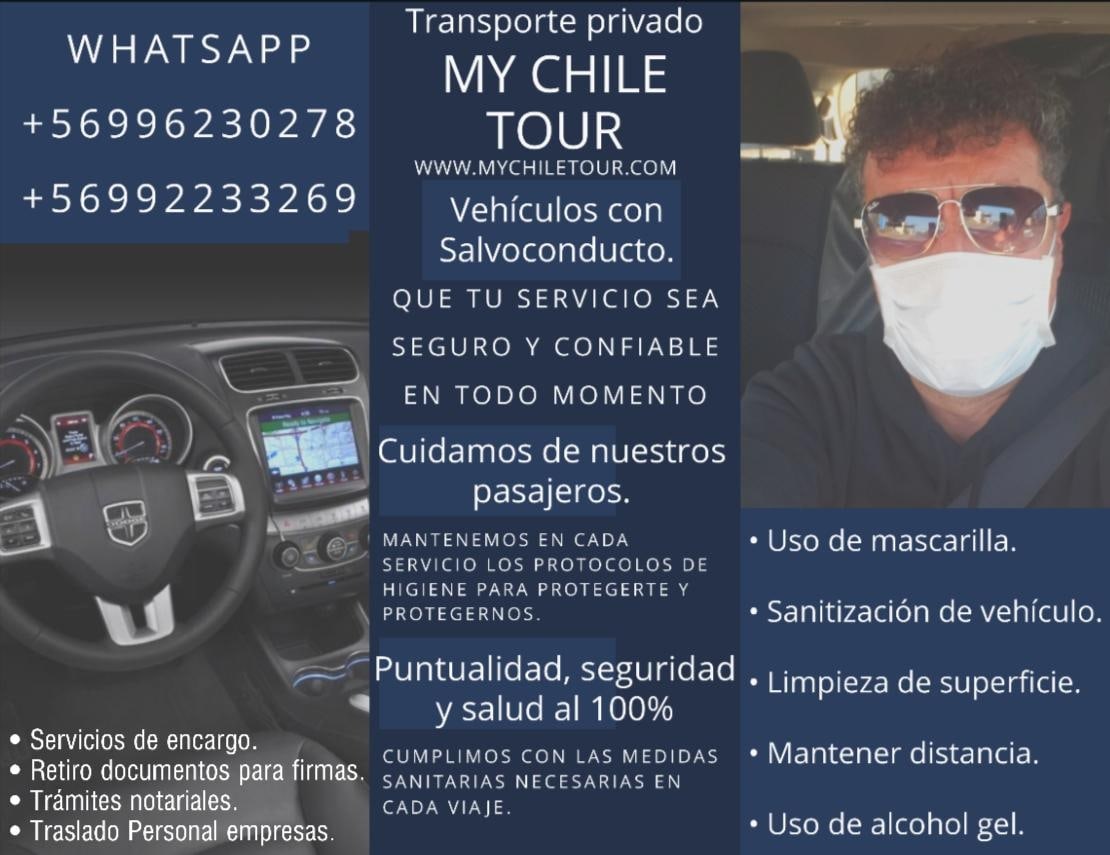 WHATSAPP
+56996230278
+56992233269
• Servicios de encargo.
• Retiro documentos para firmas.
• Trámites notariales.
• Traslado Personal empresas.
Transporte privado
MY CHILE
TOUR
WWW.MYCHILETOUR.COM
Vehículos con
Salvoconducto.
QUE TU SERVICIO SEA
SEGURO Y CONFIABLE
EN TODO MOMENTO
Cuidamos de nuestros
pasajeros.
MANTENEMOS EN CADA
SERVICIO LOS PROTOCOLOS DE
HIGIENE PARA PROTEGERTE Y
PROTEGERNOS.
Puntualidad, seguridad
y salud al 100%
CUMPLIMOS CON LAS MEDIDAS
SANITARIAS NECESARIAS EN
CADA VIAJE.
• Uso de mascarilla.
• Sanitización de vehículo.
• Limpieza de superficie.
• Mantener distancia.
• Uso de alcohol gel.
DODGE
Ready to Navigate